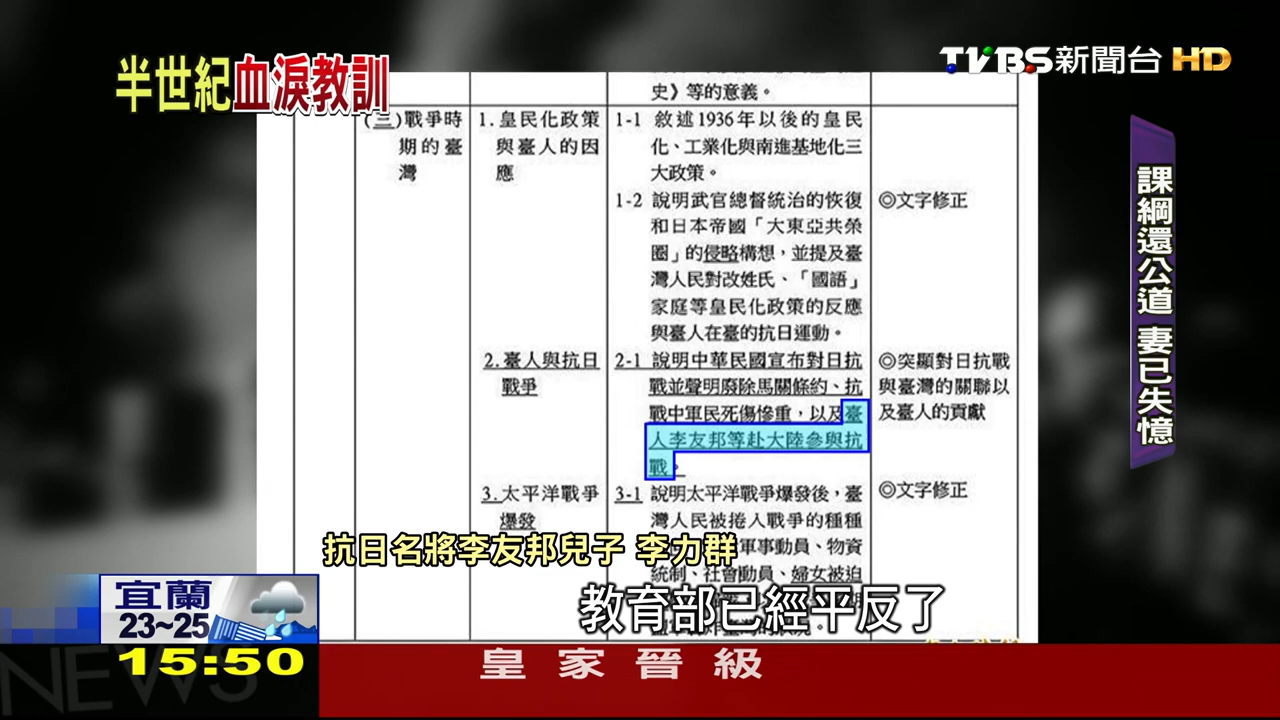 半世紀血淚教訓
TVBS新聞台 HD
課綱還公道 妻已失憶
史》等的意義。
(三)戰爭時
期的臺
灣
1. 皇民化政策
與臺人的因
應
1-1 敘述1936年以後的皇民
化、工業化與南進基地化三
大政策。
1-2 說明武官總督統治的恢復
和日本帝國「大東亞共榮
圈」的侵略構想，並提及臺
灣人民對改姓氏、「國語」
家庭等皇民化政策的反應
與臺人在臺的抗日運動。
◎文字修正
2. 臺人與抗日
戰爭
2-1 說明中華民國宣布對日抗
戰並聲明廢除馬關條約、抗
戰中軍民死傷慘重，以及臺
人李友邦等赴大陸參與抗
戰。
◎突顯對日抗戰
與臺灣的關聯以
及臺人的貢獻
3. 太平洋戰爭
爆發
3-1 說明太平洋戰爭爆發後，臺
灣人民被捲入戰爭的種種
軍事動員、物資
統制、社會動員、婦女被迫
◎文字修正
抗日名將李友邦兒子 李力群
教育部已經平反了
宜蘭
23~25
15:50
NEWS
皇家晉級